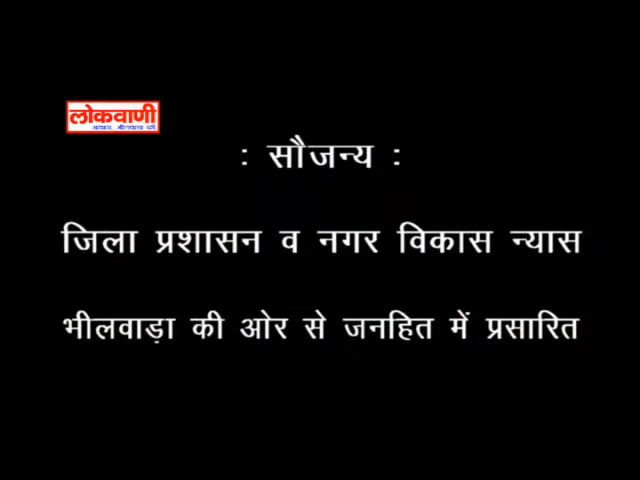 लोकवाणी
: सौजन्य :
जिला प्रशासन व नगर विकास न्यास
भीलवाड़ा की ओर से जनहित में प्रसारित